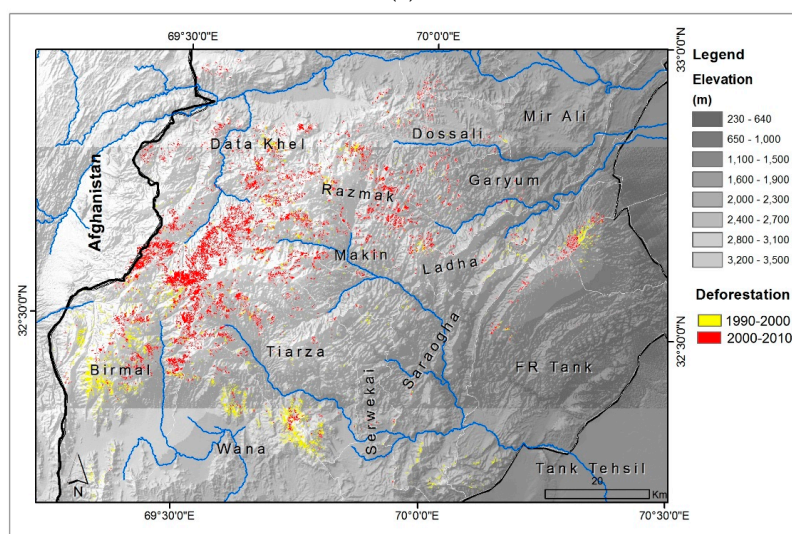 69°30'0"E
70°0'0"E
33°0'0"N
Legend
Elevation
(m)
230 - 640
650 - 1,000
1,100 - 1,500
1,600 - 1,900
2,000 - 2,300
2,400 - 2,700
2,800 - 3,100
3,200 - 3,500
Deforestation
1990-2000
2000-2010
Mir Ali
Dossali
Data Khel
Garyum
Razmak
Afghanistan
Makin
Ladha
32°30'0"N
32°30'0"N
Saraogha
Tiarza
FR Tank
Birmal
Serwekai
Wana
Tank Tehsil
N
20
Km
69°30'0"E
70°0'0"E
70°30'0"E